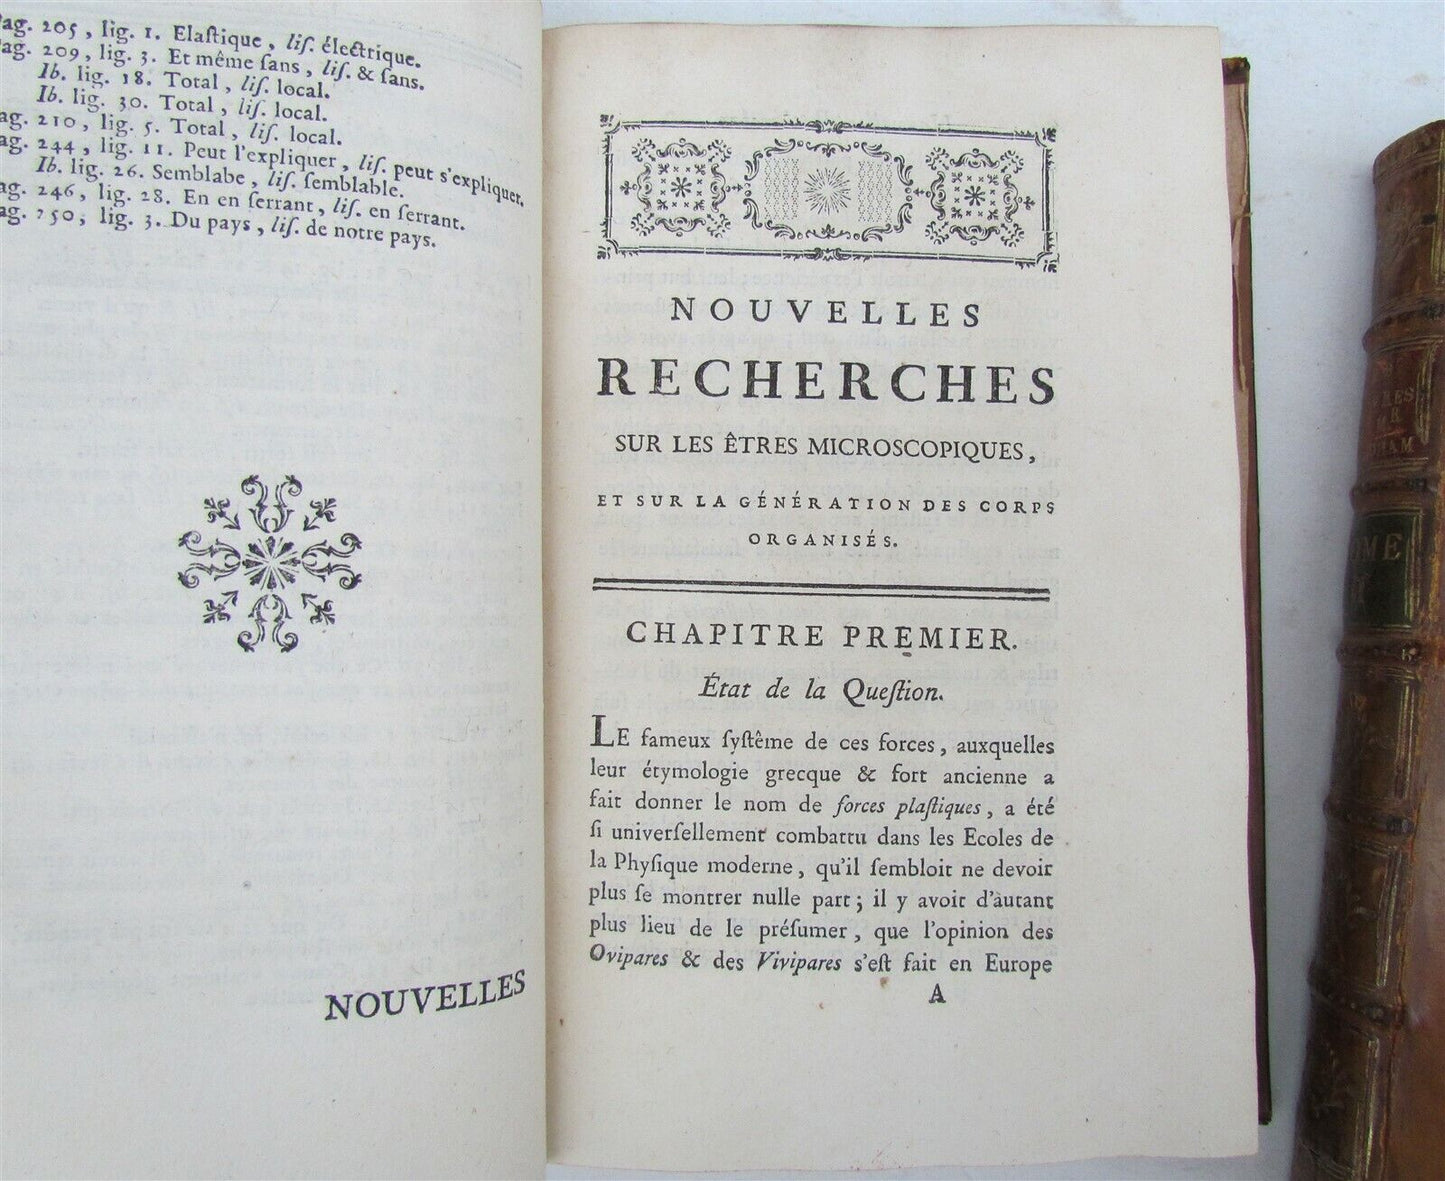 ag. 205, lig. 1. Elaſtique, liſ. électrique.
ag. 209, lig. 3. Et même ſans, liſ. & ſans.
Ib. lig. 18. Total, liſ. local.
Ib. lig. 30. Total, liſ. local.
ag. 210, lig. 5. Total, liſ. local.
ag. 244, lig. 11. Peut l'expliquer, liſ. peut s'expliquer.
Ib. lig. 26. Semblabe, liſ. ſemblable.
ag. 246, lig. 28. En en ſerrant, liſ. en ſerrant.
ag. 250, lig. 3. Du pays, liſ. de notre pays.
NOUVELLES
NOUVELLES
RECHERCHES
SUR LES ÊTRES MICROSCOPIQUES,
ET SUR LA GÉNÉRATION DES CORPS
ORGANISÉS.
CHAPITRE PREMIER.
État de la Queſtion.
LE fameux ſyſtême de ces forces, auxquelles
leur étymologie grecque & fort ancienne a
fait donner le nom de forces plaſtiques, a été
ſi univerſellement combattu dans les Ecoles de
la Phyſique moderne, qu'il ſembloit ne devoir
plus ſe montrer nulle part; il y avoit d'autant
plus lieu de le préſumer, que l'opinion des
Ovipares & des Vivipares s'eſt fait en Europe
A